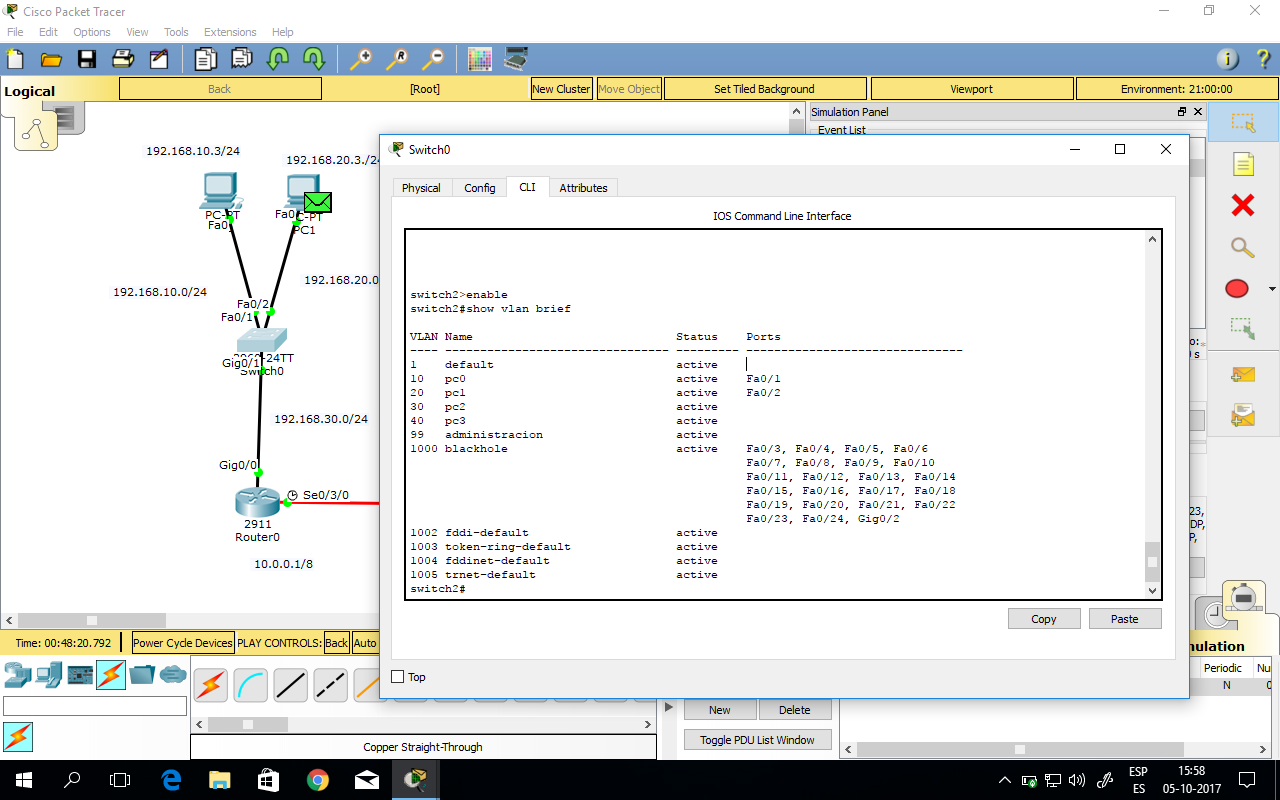 Cisco Packet Tracer
File Edit Options View Tools Extensions Help
Logical
Back
[Root]
New Cluster
Move Object
Set Tiled Background
Viewport
Environment: 21:00:00
Simulation Panel
Event List
192.168.10.3/24
192.168.20.3./24
PC-PT
Fa0
Fa0/
C-PT
PC1
192.168.10.0/24
192.168.20.0
Fa0/2
Fa0/1
24TT
Gig0/1
Switch0
192.168.30.0/24
Gig0/0
Se0/3/0
2911
Router0
10.0.0.1/8
Switch0
Physical Config CLI Attributes
IOS Command Line Interface
switch2>enable
switch2#show vlan brief
VLAN Name Status Ports
---- -------------------------------- --------- -------------------------------
1 default active
10 pc0 active Fa0/1
20 pc1 active Fa0/2
30 pc2 active
40 pc3 active
99 administracion active
1000 blackhole active Fa0/3, Fa0/4, Fa0/5, Fa0/6
Fa0/7, Fa0/8, Fa0/9, Fa0/10
Fa0/11, Fa0/12, Fa0/13, Fa0/14
Fa0/15, Fa0/16, Fa0/17, Fa0/18
Fa0/19, Fa0/20, Fa0/21, Fa0/22
Fa0/23, Fa0/24, Gig0/2
1002 fddi-default active
1003 token-ring-default active
1004 fddinet-default active
1005 trnet-default active
switch2#
Copy Paste
Top
o:
s
23,
DP,
P,
Time: 00:48:20.792
Power Cycle Devices
PLAY CONTROLS:
Back
Auto
nulation
Periodic Nu
N 0
New Delete
Toggle PDU List Window
Copper Straight-Through
ESP
ES
15:58
05-10-2017